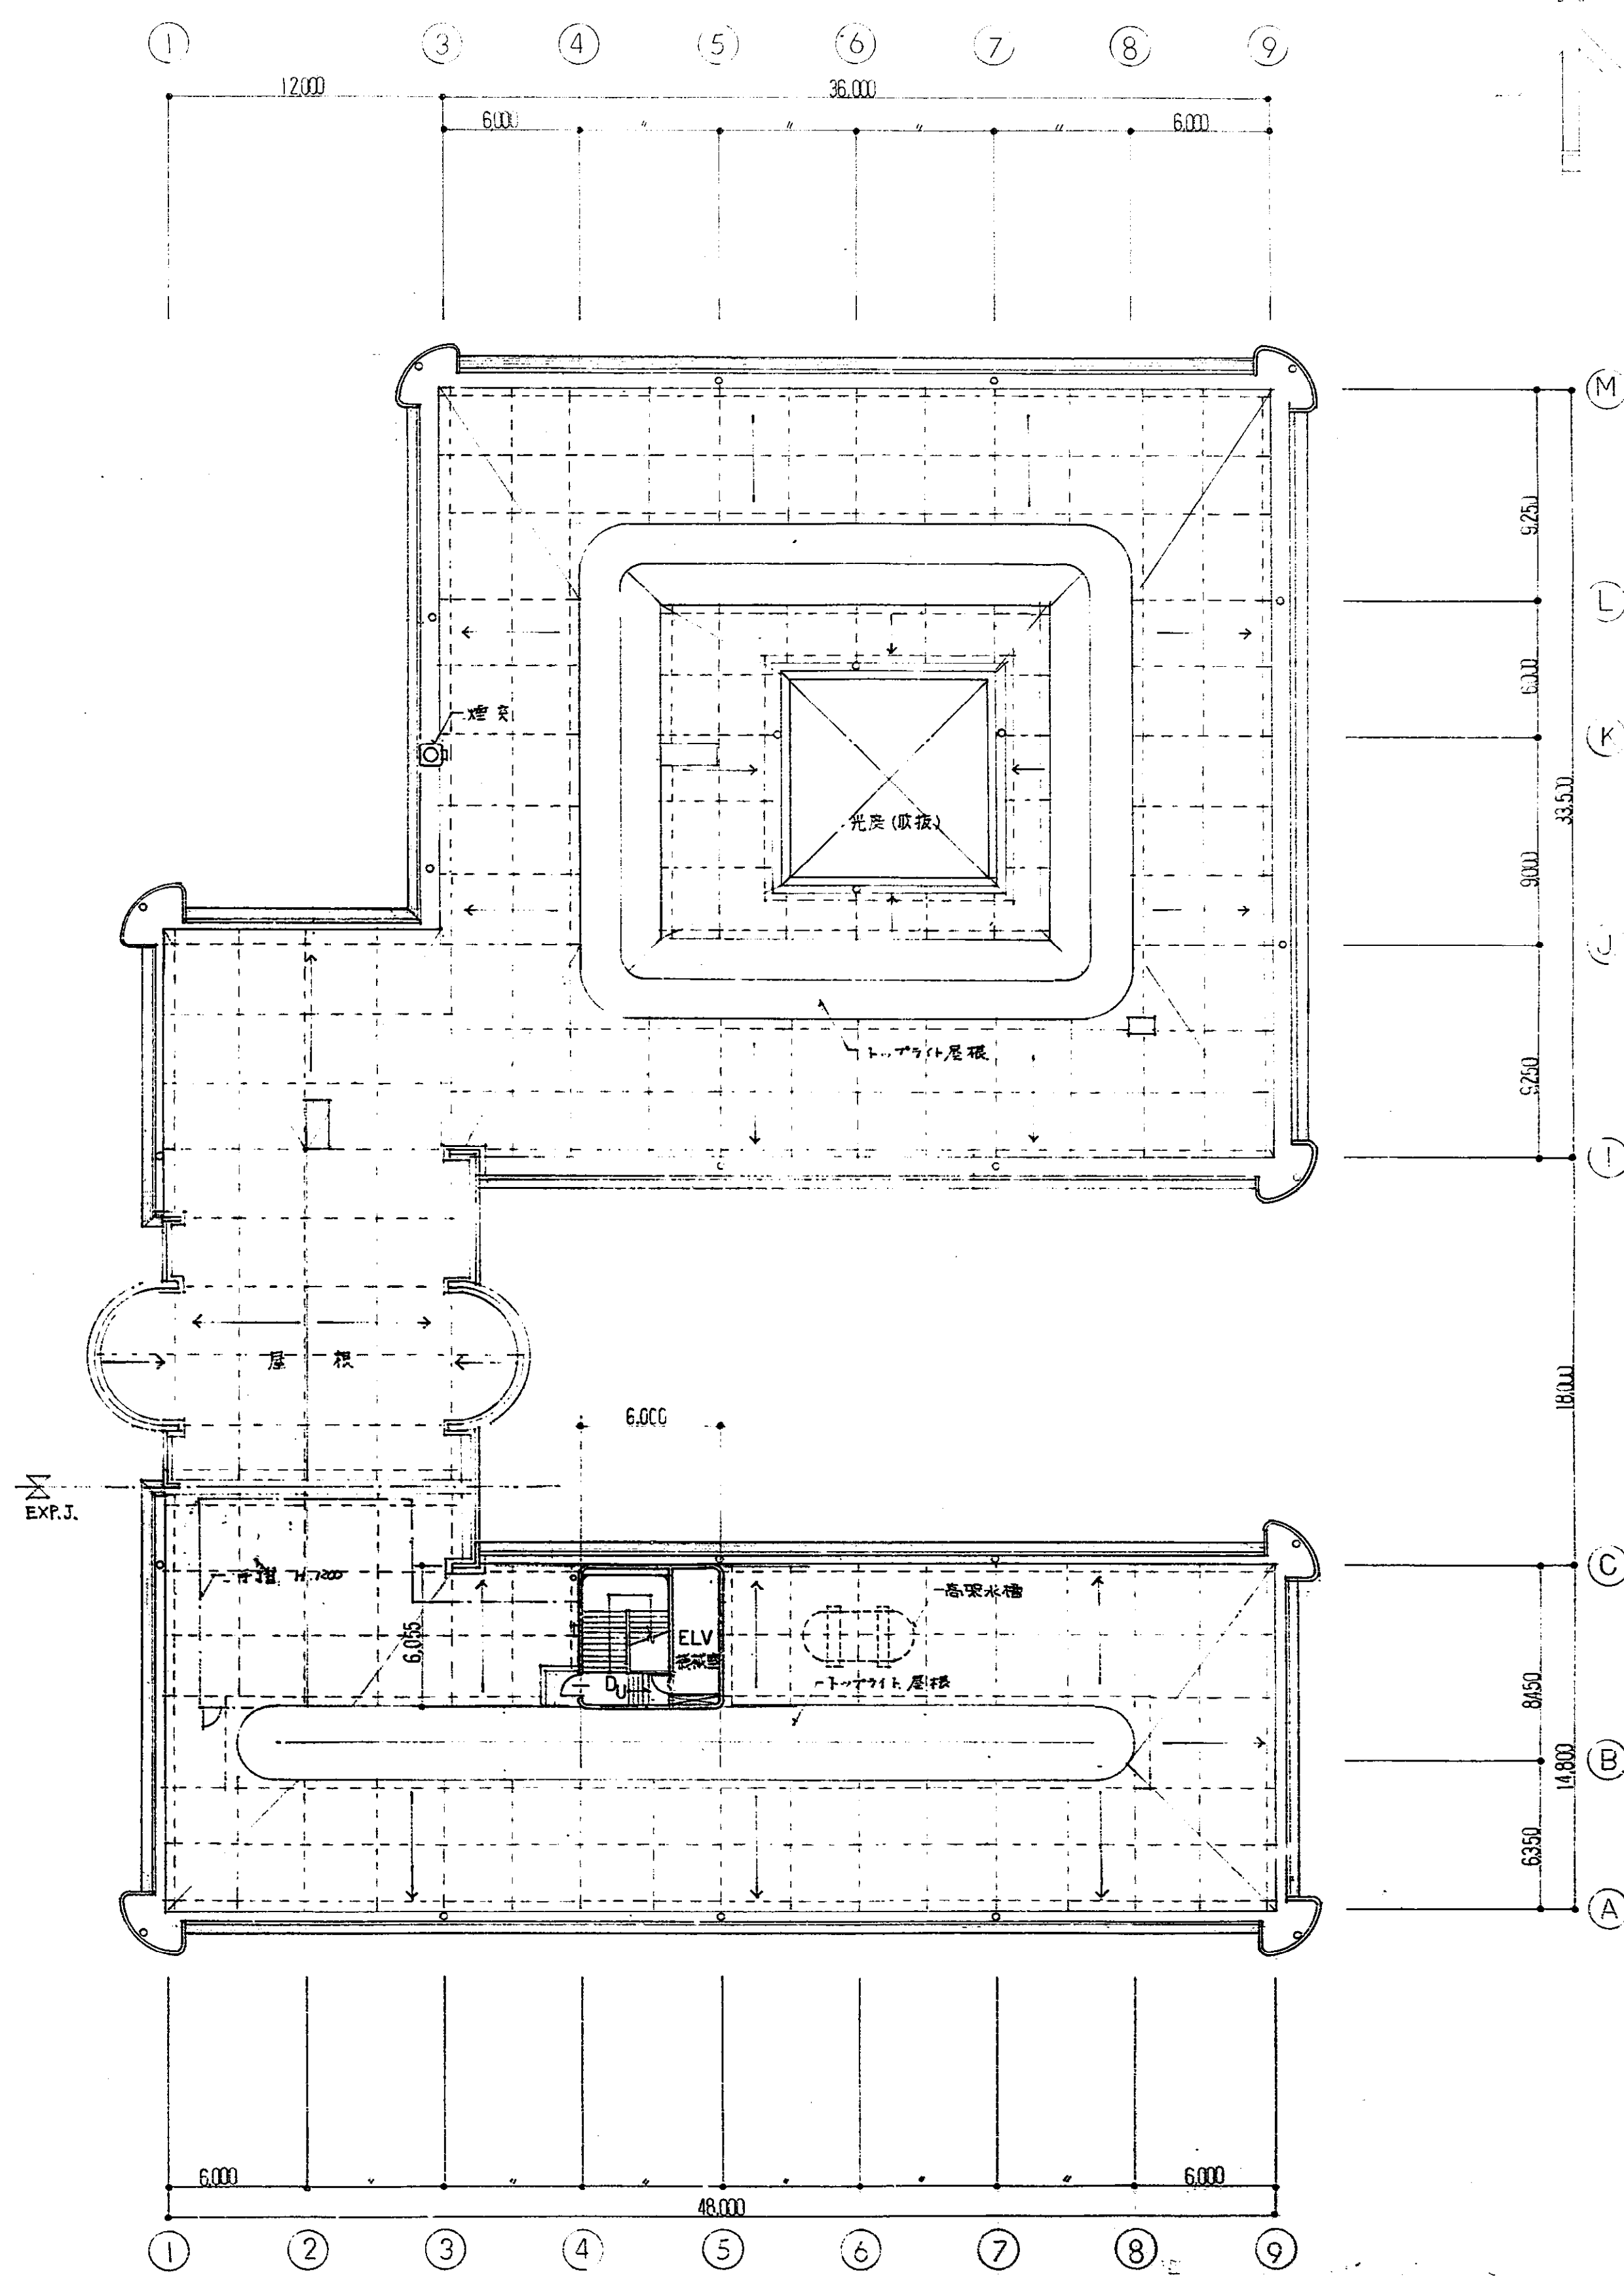 ① ③ ④ ⑤ ⑥ ⑦ ⑧ ⑨
12,000 36,000
6,000 〃 〃 〃 〃 6,000
Ⓜ
9,250
Ⓛ
6,000
煙突
Ⓚ
33,500
光庭(吹抜)
9,000
Ⓙ
トップライト屋根
9,250
Ⓘ
屋根
18,000
6,000
EXP.J.
Ⓒ
H 1200
高架水槽
6,055
ELV
機械室
D
U
トップライト屋根
8,450
Ⓑ
14,800
6,350
Ⓐ
6,000 〃 〃 〃 〃 〃 〃 6,000
48,000
① ② ③ ④ ⑤ ⑥ ⑦ ⑧ ⑨